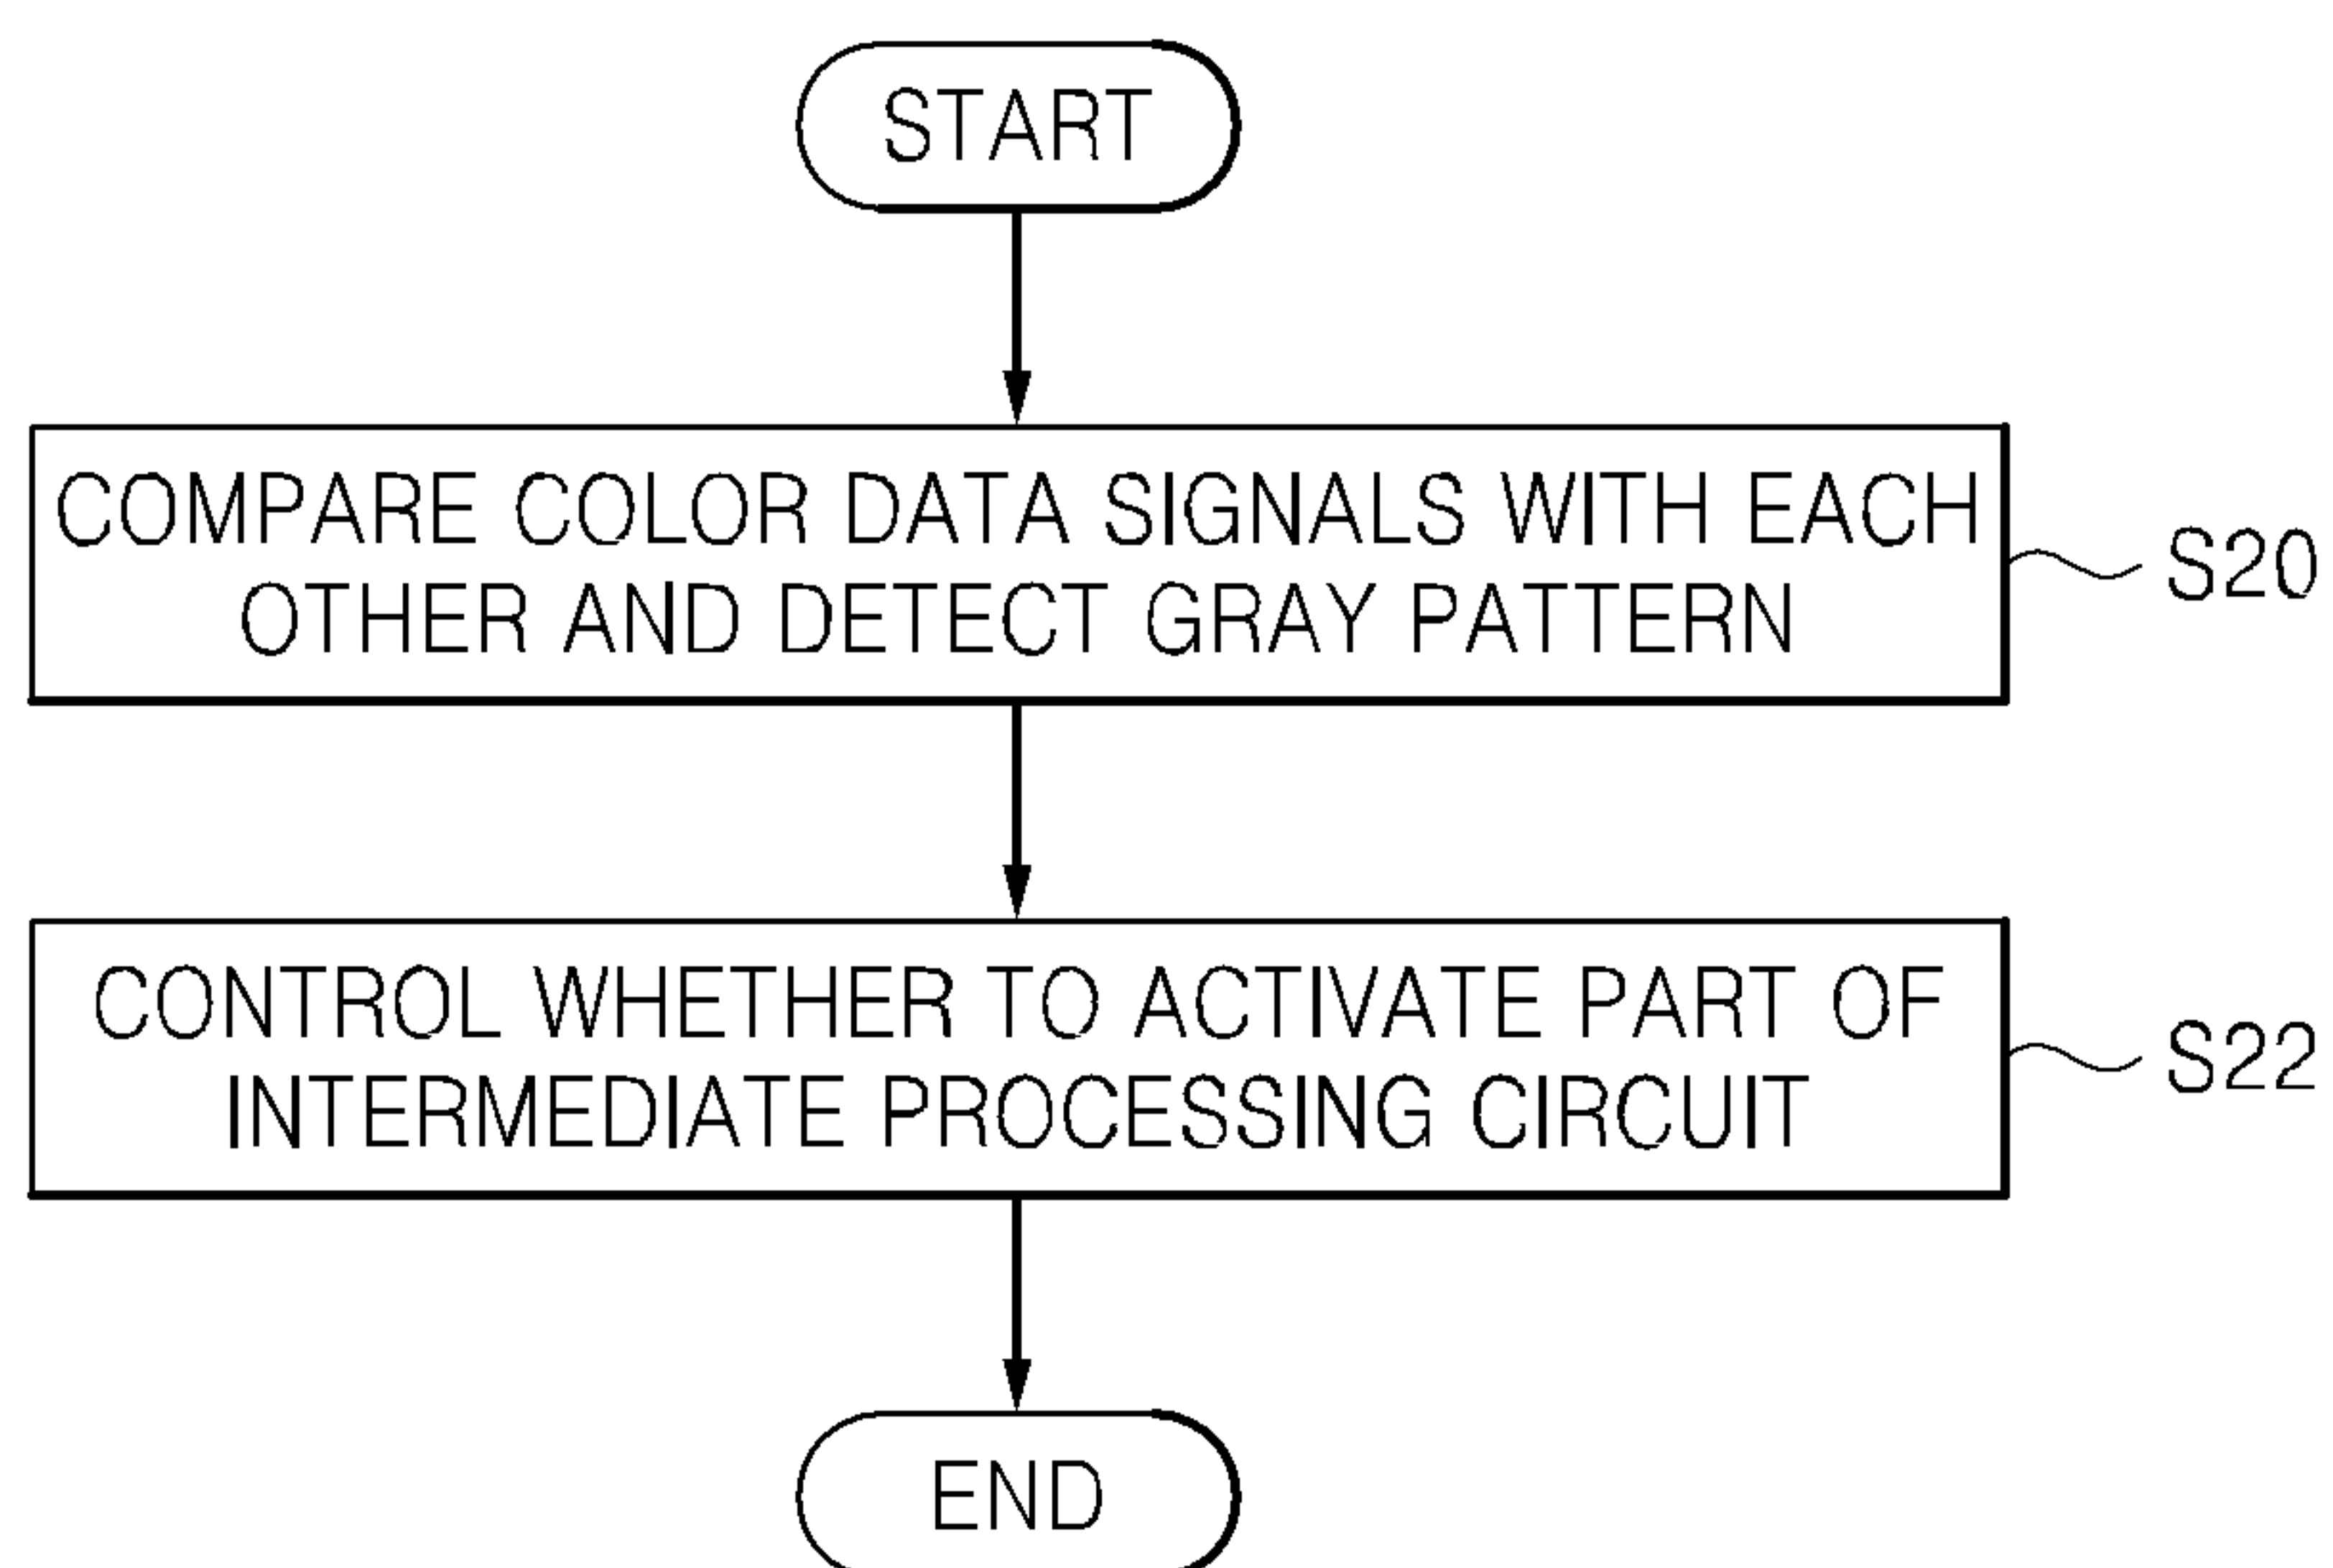 START
COMPARE COLOR DATA SIGNALS WITH EACH
OTHER AND DETECT GRAY PATTERN
S20
CONTROL WHETHER TO ACTIVATE PART OF
INTERMEDIATE PROCESSING CIRCUIT
S22
END